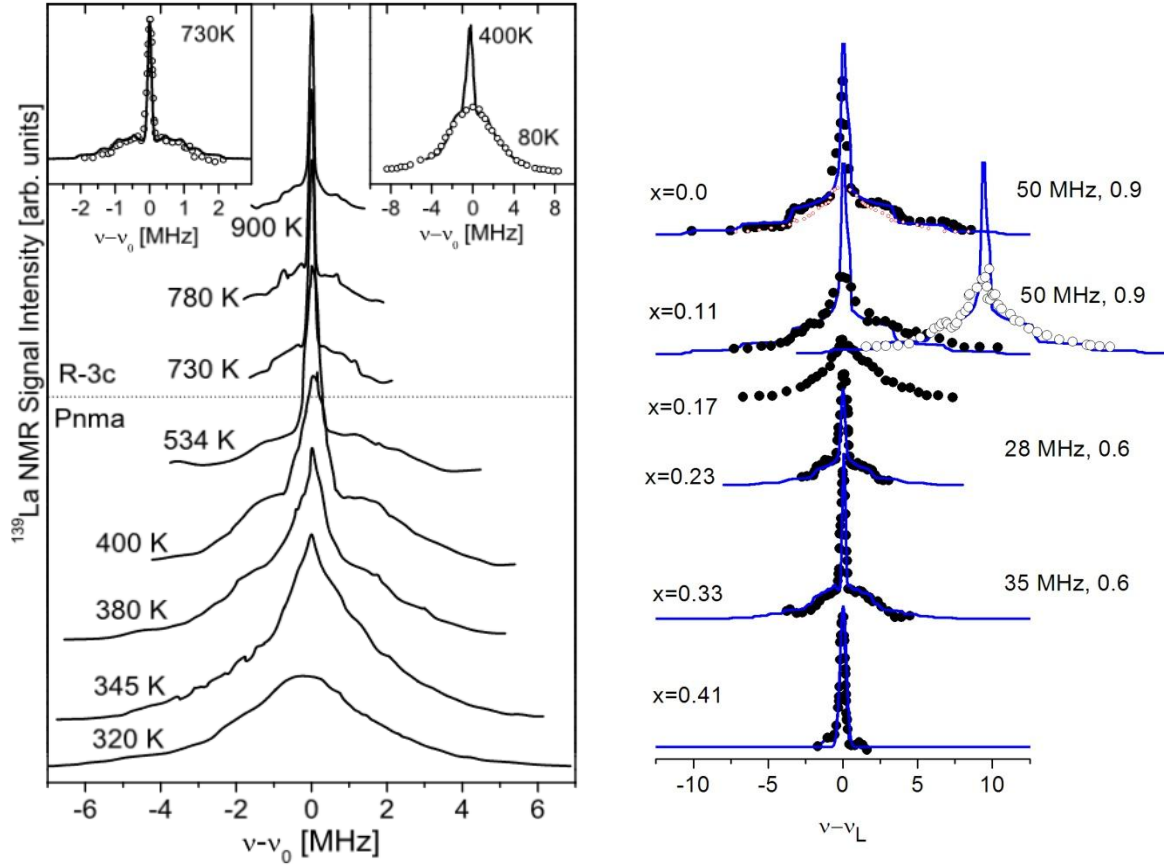 730K
-2 -1 0 1 2
ν−ν0 [MHz]
400K
80K
-8 -4 0 4 8
ν−ν0 [MHz]
139La NMR Signal Intensity [arb. units]
900 K
780 K
730 K
R-3c
Pnma
534 K
400 K
380 K
345 K
320 K
-6 -4 -2 0 2 4 6
ν-ν0 [MHz]
x=0.0
50 MHz, 0.9
x=0.11
50 MHz, 0.9
x=0.17
x=0.23
28 MHz, 0.6
x=0.33
35 MHz, 0.6
x=0.41
-10 -5 0 5 10
ν−νL